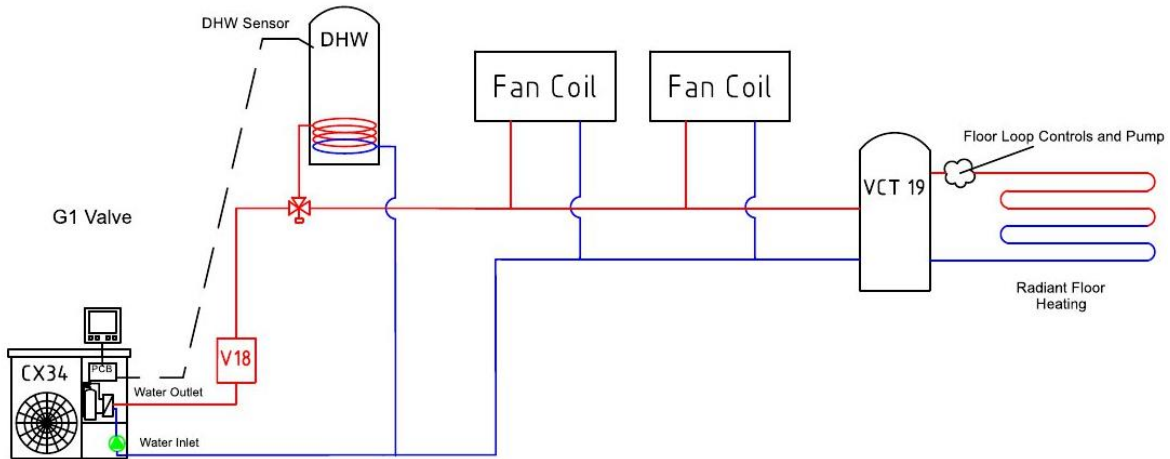 DHW Sensor
DHW
Fan Coil
Fan Coil
Floor Loop Controls and Pump
VCT 19
G1 Valve
Radiant Floor
Heating
V18
PCB
CX34
Water Outlet
Water Inlet